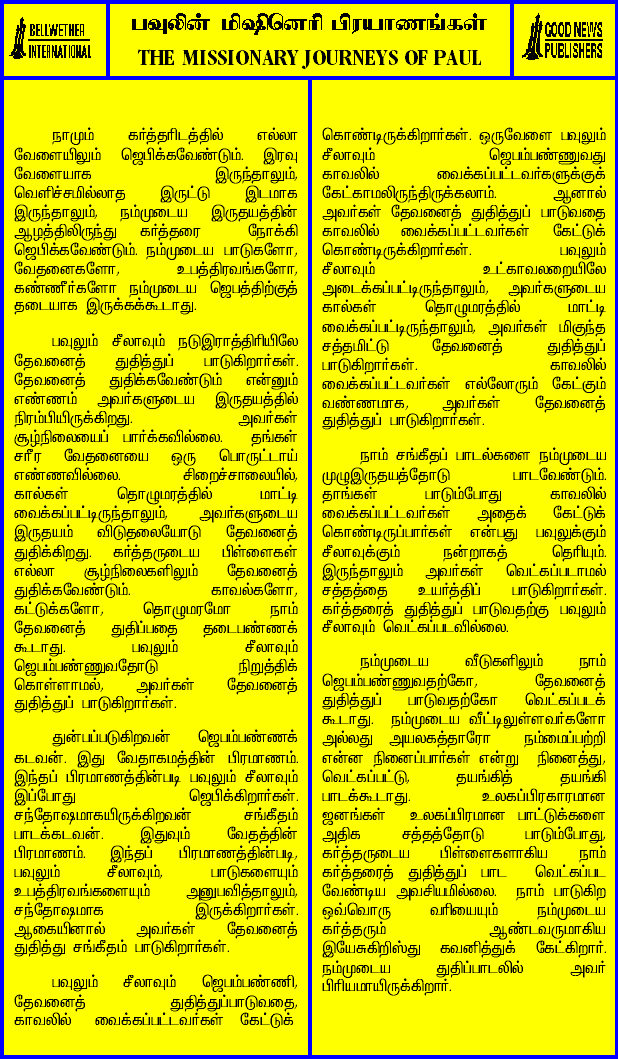 BELLWETHER
INTERNATIONAL
பவுலின் மிஷினெரி பிரயாணங்கள்
THE MISSIONARY JOURNEYS OF PAUL
GOOD NEWS
PUBLISHERS
நாமும் கர்த்தரிடத்தில் எல்லா
வேளையிலும் ஜெபிக்கவேண்டும். இரவு
வேளையாக இருந்தாலும்,
வெளிச்சமில்லாத இருட்டு இடமாக
இருந்தாலும், நம்முடைய இருதயத்தின்
ஆழத்திலிருந்து கர்த்தரை நோக்கி
ஜெபிக்கவேண்டும். நம்முடைய பாடுகளோ,
வேதனைகளோ, உபத்திரவங்களோ,
கண்ணீர்களோ நம்முடைய ஜெபத்திற்குத்
தடையாக இருக்கக்கூடாது.
பவுலும் சீலாவும் நடுஇராத்திரியிலே
தேவனைத் துதித்துப் பாடுகிறார்கள்.
தேவனைத் துதிக்கவேண்டும் என்னும்
எண்ணம் அவர்களுடைய இருதயத்தில்
நிரம்பியிருக்கிறது. அவர்கள்
சூழ்நிலையைப் பார்க்கவில்லை. தங்கள்
சரீர வேதனையை ஒரு பொருட்டாய்
எண்ணவில்லை. சிறைச்சாலையில்,
கால்கள் தொழுமரத்தில் மாட்டி
வைக்கப்பட்டிருந்தாலும், அவர்களுடைய
இருதயம் விடுதலையோடு தேவனைத்
துதிக்கிறது. கர்த்தருடைய பிள்ளைகள்
எல்லா சூழ்நிலைகளிலும் தேவனைத்
துதிக்கவேண்டும். காவல்களோ,
கட்டுக்களோ, தொழுமரமோ நாம்
தேவனைத் துதிப்பதை தடைபண்ணக்
கூடாது. பவுலும் சீலாவும்
ஜெபம்பண்ணுவதோடு நிறுத்திக்
கொள்ளாமல், அவர்கள் தேவனைத்
துதித்துப் பாடுகிறார்கள்.
துன்பப்படுகிறவன் ஜெபம்பண்ணக்
கடவன். இது வேதாகமத்தின் பிரமாணம்.
இந்தப் பிரமாணத்தின்படி பவுலும் சீலாவும்
இப்போது ஜெபிக்கிறார்கள்.
சந்தோஷமாகயிருக்கிறவன் சங்கீதம்
பாடக்கடவன். இதுவும் வேதத்தின்
பிரமாணம். இந்தப் பிரமாணத்தின்படி,
பவுலும் சீலாவும், பாடுகளையும்
உபத்திரவங்களையும் அனுபவித்தாலும்,
சந்தோஷமாக இருக்கிறார்கள்.
ஆகையினால் அவர்கள் தேவனைத்
துதித்து சங்கீதம் பாடுகிறார்கள்.
பவுலும் சீலாவும் ஜெபம்பண்ணி,
தேவனைத் துதித்துப்பாடுவதை,
காவலில் வைக்கப்பட்டவர்கள் கேட்டுக்
கொண்டிருக்கிறார்கள். ஒருவேளை பவுலும்
சீலாவும் ஜெபம்பண்ணுவது
காவலில் வைக்கப்பட்டவர்களுக்குக்
கேட்காமலிருந்திருக்கலாம். ஆனால்
அவர்கள் தேவனைத் துதித்துப் பாடுவதை
காவலில் வைக்கப்பட்டவர்கள் கேட்டுக்
கொண்டிருக்கிறார்கள். பவுலும்
சீலாவும் உட்காவலறையிலே
அடைக்கப்பட்டிருந்தாலும், அவர்களுடைய
கால்கள் தொழுமரத்தில் மாட்டி
வைக்கப்பட்டிருந்தாலும், அவர்கள் மிகுந்த
சத்தமிட்டு தேவனைத் துதித்துப்
பாடுகிறார்கள். காவலில்
வைக்கப்பட்டவர்கள் எல்லோரும் கேட்கும்
வண்ணமாக, அவர்கள் தேவனைத்
துதித்துப் பாடுகிறார்கள்.
நாம் சங்கீதப் பாடல்களை நம்முடைய
முழுஇருதயத்தோடு பாடவேண்டும்.
தாங்கள் பாடும்போது காவலில்
வைக்கப்பட்டவர்கள் அதைக் கேட்டுக்
கொண்டிருப்பார்கள் என்பது பவுலுக்கும்
சீலாவுக்கும் நன்றாகத் தெரியும்.
இருந்தாலும் அவர்கள் வெட்கப்படாமல்
சத்தத்தை உயர்த்திப் பாடுகிறார்கள்.
கர்த்தரைத் துதித்துப் பாடுவதற்கு பவுலும்
சீலாவும் வெட்கப்படவில்லை.
நம்முடைய வீடுகளிலும் நாம்
ஜெபம்பண்ணுவதற்கோ, தேவனைத்
துதித்துப் பாடுவதற்கோ வெட்கப்படக்
கூடாது. நம்முடைய வீட்டிலுள்ளவர்களோ
அல்லது அயலகத்தாரோ நம்மைப்பற்றி
என்ன நினைப்பார்கள் என்று நினைத்து,
வெட்கப்பட்டு, தயங்கித் தயங்கி
பாடக்கூடாது. உலகப்பிரகாரமான
ஜனங்கள் உலகப்பிரமான பாட்டுக்களை
அதிக சத்தத்தோடு பாடும்போது,
கர்த்தருடைய பிள்ளைகளாகிய நாம்
கர்த்தரைத் துதித்துப் பாட வெட்கப்பட
வேண்டிய அவசியமில்லை. நாம் பாடுகிற
ஒவ்வொரு வரியையும் நம்முடைய
கர்த்தரும் ஆண்டவருமாகிய
இயேசுகிறிஸ்து கவனித்துக் கேட்கிறார்.
நம்முடைய துதிப்பாடலில் அவர்
பிரியமாயிருக்கிறார்.